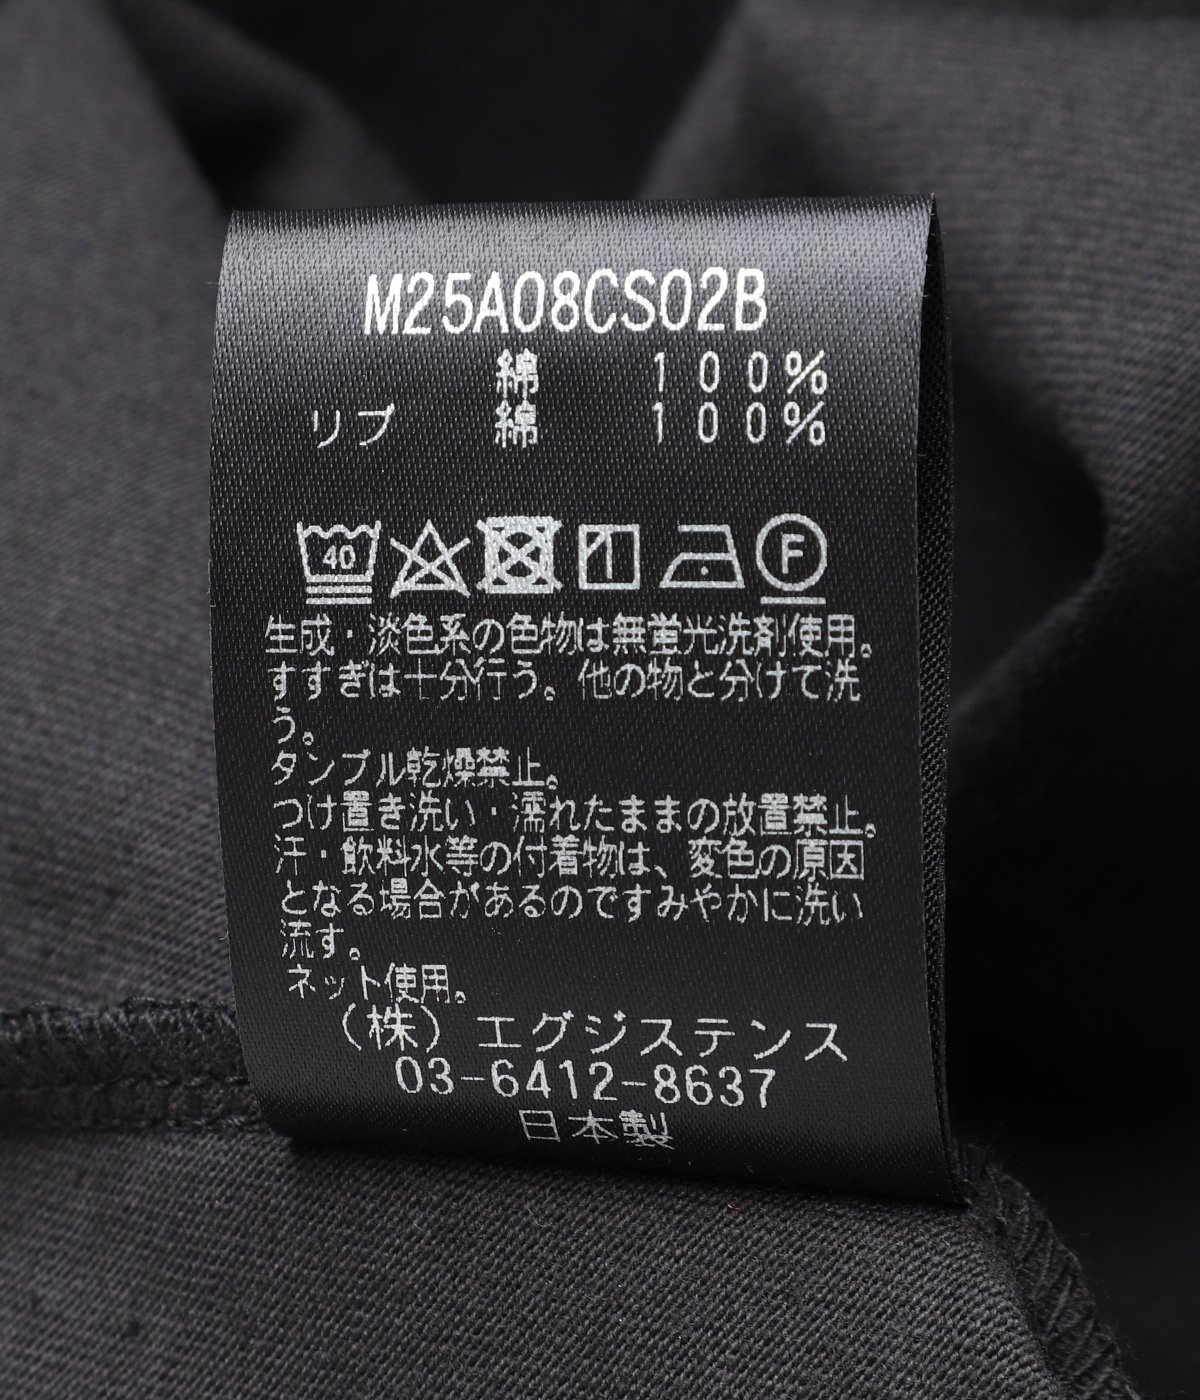 M25A08CS02B
綿 100%
リブ 綿 100%
40 F
生成・淡色系の色物は無蛍光洗剤使用。
すすぎは十分行う。他の物と分けて洗
う。
タンブル乾燥禁止。
つけ置き洗い・濡れたままの放置禁止。
汗・飲料水等の付着物は、変色の原因
となる場合があるのですみやかに洗い
流す。
ネット使用。
(株) エグジステンス
03-6412-8637
日本製